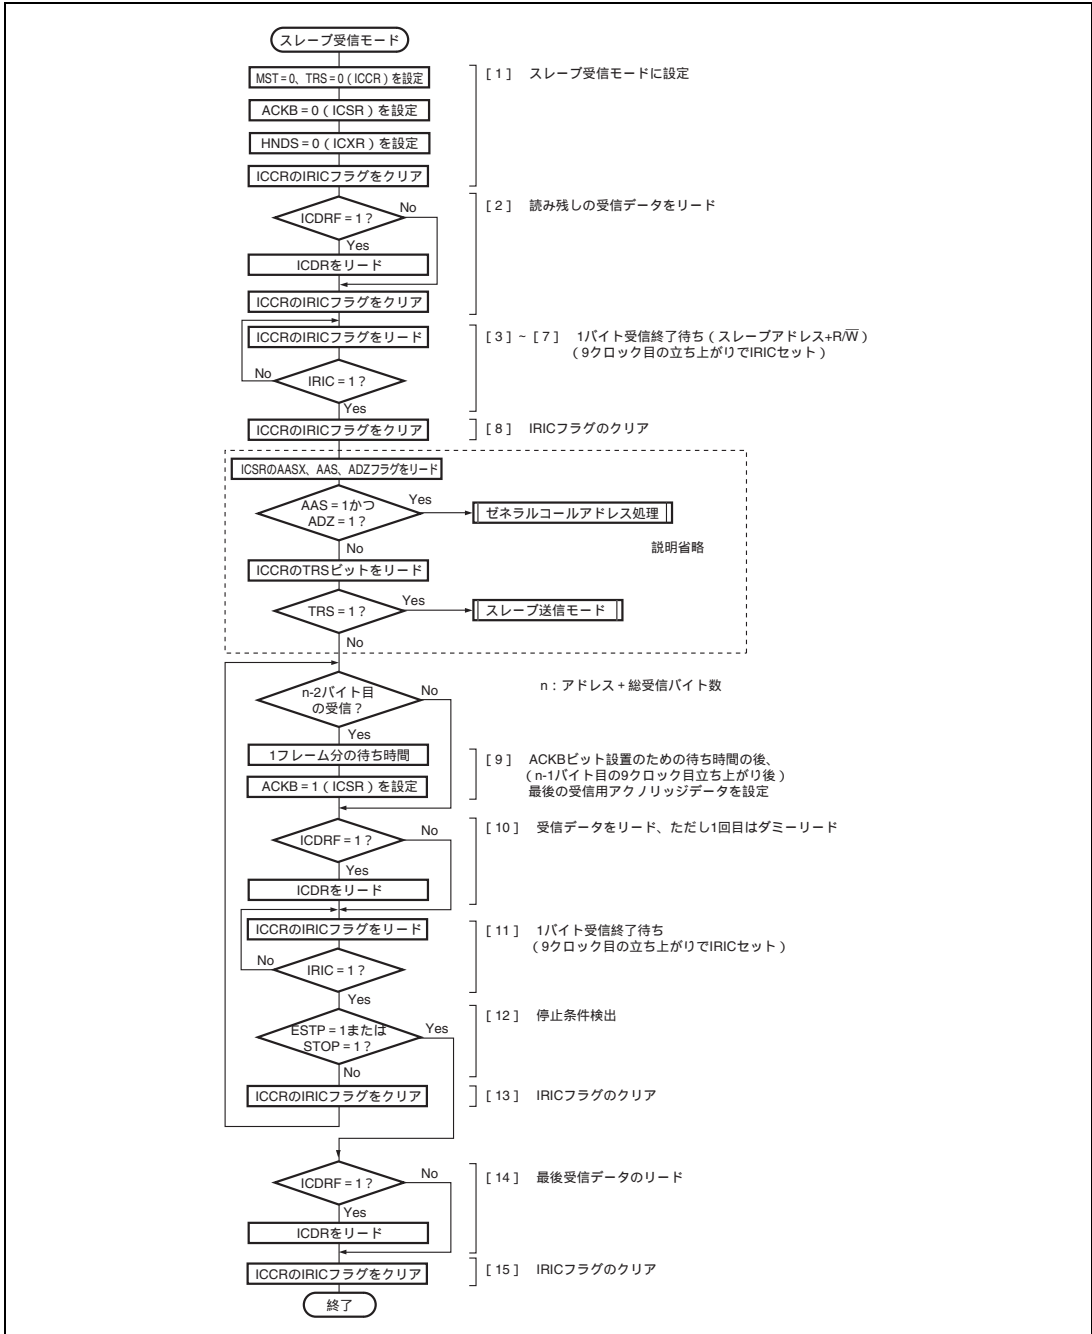 スレーブ受信モード
MST = 0、TRS = 0 ( ICCR ) を設定
[ 1 ] スレーブ受信モードに設定
ACKB = 0 ( ICSR ) を設定
HNDS = 0 ( ICXR ) を設定
ICCRのIRICフラグをクリア
[ 2 ] 読み残しの受信データをリード
ICDRF = 1 ?
No
Yes
ICDRをリード
ICCRのIRICフラグをクリア
ICCRのIRICフラグをリード
[ 3 ] ~ [ 7 ] 1バイト受信終了待ち ( スレーブアドレス+R/W̅ )
( 9クロック目の立ち上がりでIRICセット )
No
IRIC = 1 ?
Yes
ICCRのIRICフラグをクリア
[ 8 ] IRICフラグのクリア
ICSRのAASX、AAS、ADZフラグをリード
AAS = 1かつ
ADZ = 1 ?
Yes
ゼネラルコールアドレス処理
No
説明省略
ICCRのTRSビットをリード
TRS = 1 ?
Yes
スレーブ送信モード
No
n : アドレス + 総受信バイト数
n-2バイト目
の受信 ?
No
Yes
1フレーム分の待ち時間
[ 9 ] ACKBビット設置のための待ち時間の後、
( n-1バイト目の9クロック目立ち上がり後 )
最後の受信用アクノリッジデータを設定
ACKB = 1 ( ICSR ) を設定
[ 10 ] 受信データをリード、ただし1回目はダミーリード
ICDRF = 1 ?
No
Yes
ICDRをリード
ICCRのIRICフラグをリード
[ 11 ] 1バイト受信終了待ち
( 9クロック目の立ち上がりでIRICセット )
No
IRIC = 1 ?
Yes
[ 12 ] 停止条件検出
ESTP = 1または
STOP = 1 ?
Yes
No
ICCRのIRICフラグをクリア
[ 13 ] IRICフラグのクリア
ICDRF = 1 ?
No
[ 14 ] 最後受信データのリード
Yes
ICDRをリード
ICCRのIRICフラグをクリア
[ 15 ] IRICフラグのクリア
終了